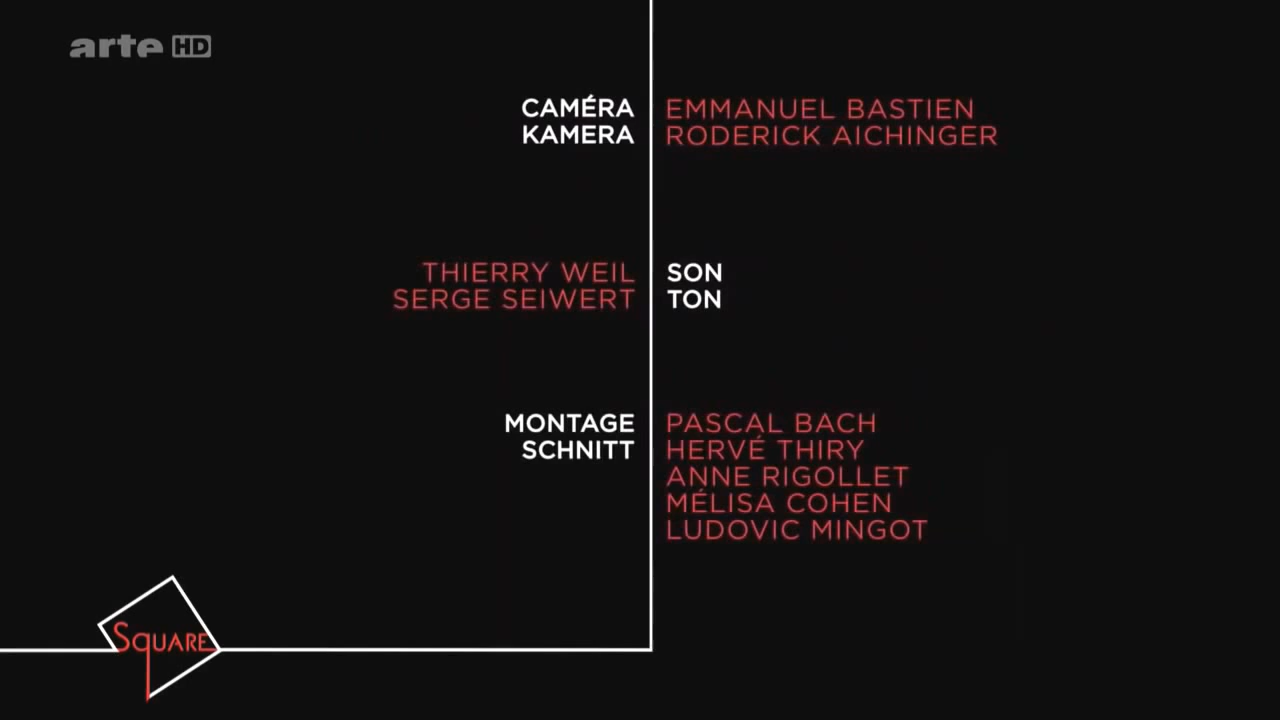 arte HD
CAMÉRA EMMANUEL BASTIEN
KAMERA RODERICK AICHINGER
THIERRY WEIL SON
SERGE SEIWERT TON
MONTAGE PASCAL BACH
SCHNITT HERVÉ THIRY
ANNE RIGOLLET
MÉLISA COHEN
LUDOVIC MINGOT
SQUARE